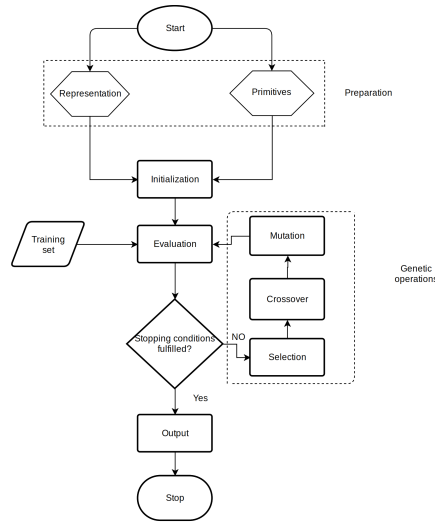 Start
Representation
Primitives
Preparation
Initialization
Training
set
Evaluation
Mutation
Genetic
operations
Crossover
Stopping conditions
fulfilled?
NO
Selection
Yes
Output
Stop